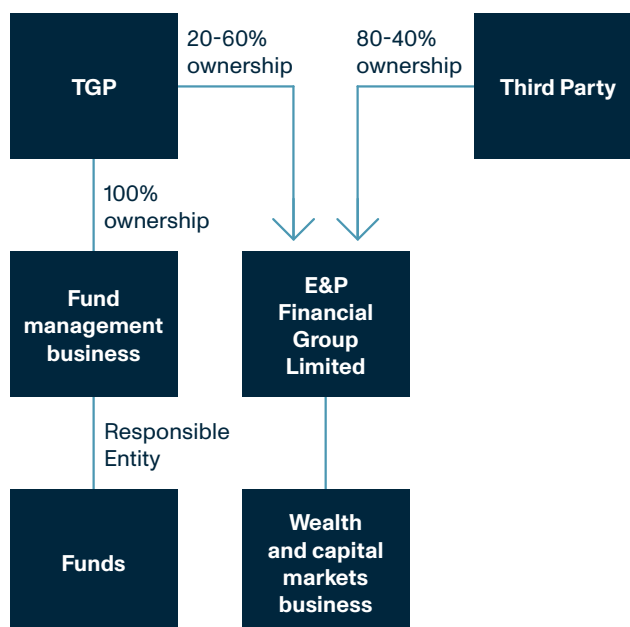 20-60%
ownership
80-40%
ownership
TGP
Third Party
100%
ownership
Fund
management
business
E&P
Financial
Group
Limited
Responsible
Entity
Funds
Wealth
and capital
markets
business